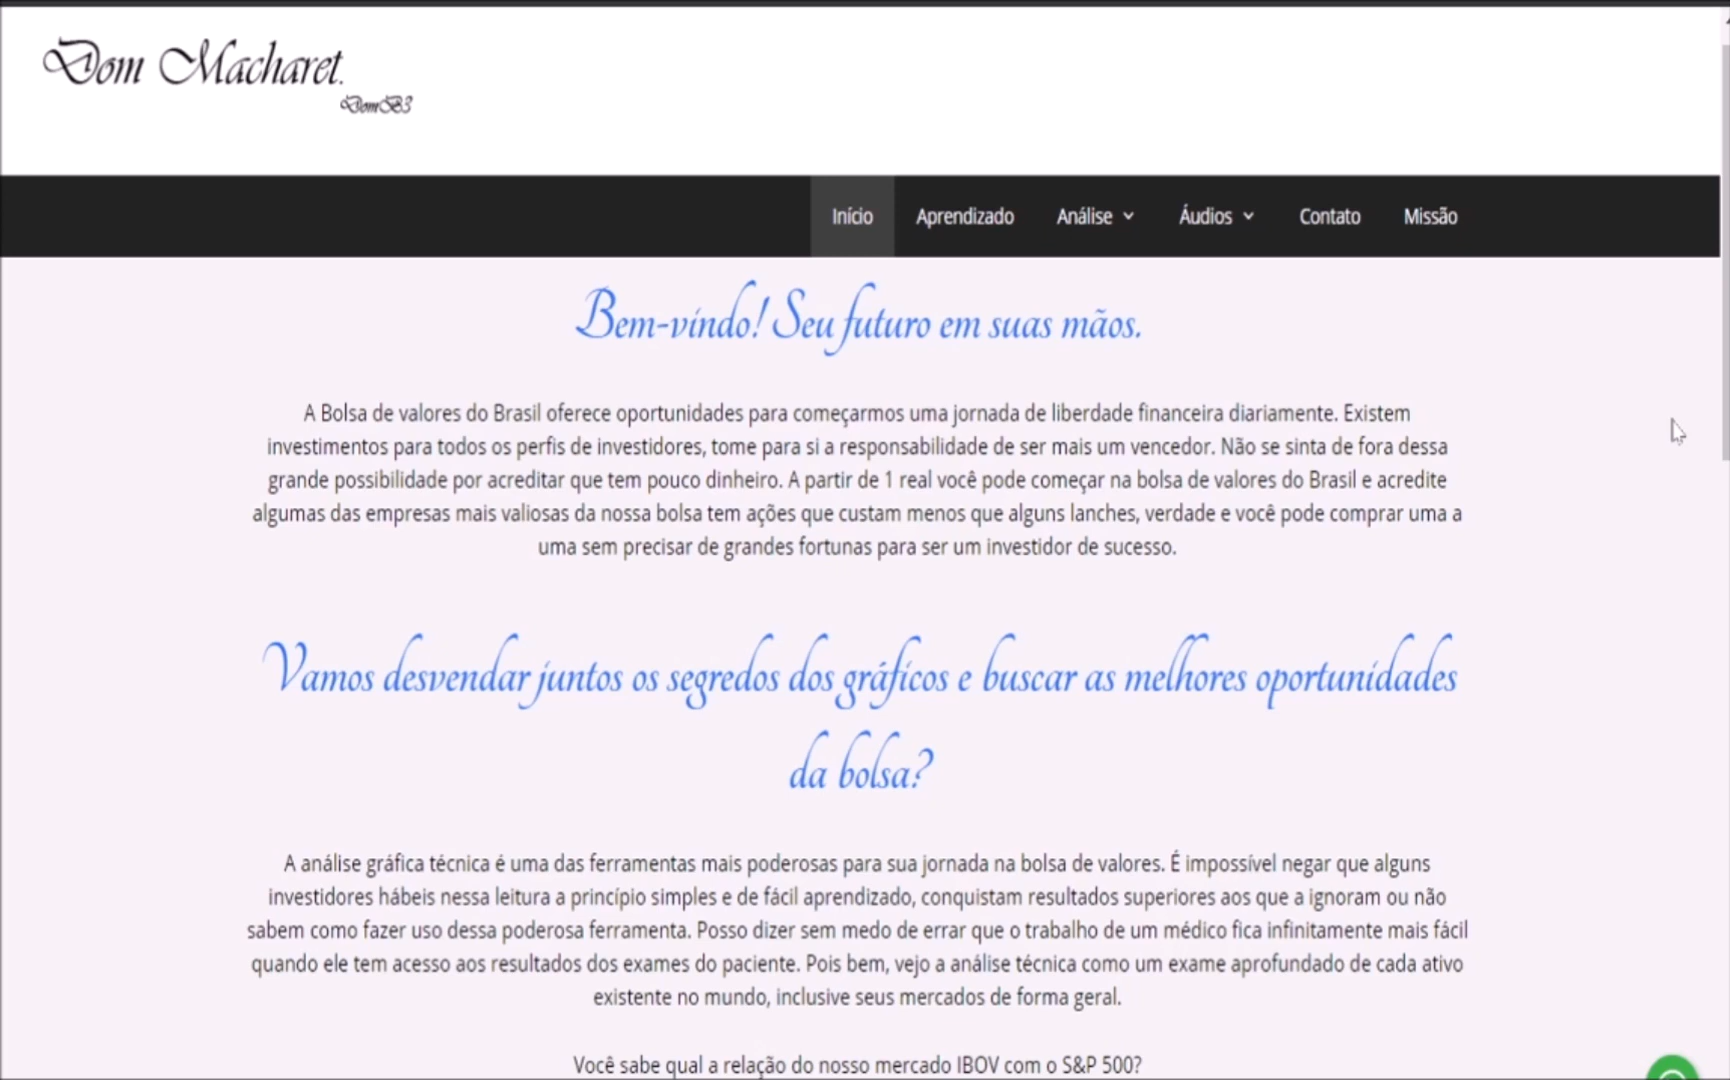 Dom Macharet.
DomB3
Início Aprendizado Análise Áudios Contato Missão
Bem-vindo! Seu futuro em suas mãos.
A Bolsa de valores do Brasil oferece oportunidades para começarmos uma jornada de liberdade financeira diariamente. Existem
investimentos para todos os perfis de investidores, tome para si a responsabilidade de ser mais um vencedor. Não se sinta de fora dessa
grande possibilidade por acreditar que tem pouco dinheiro. A partir de 1 real você pode começar na bolsa de valores do Brasil e acredite
algumas das empresas mais valiosas da nossa bolsa tem ações que custam menos que alguns lanches, verdade e você pode comprar uma a
uma sem precisar de grandes fortunas para ser um investidor de sucesso.
Vamos desvendar juntos os segredos dos gráficos e buscar as melhores oportunidades
da bolsa?
A análise gráfica técnica é uma das ferramentas mais poderosas para sua jornada na bolsa de valores. É impossível negar que alguns
investidores hábeis nessa leitura a princípio simples e de fácil aprendizado, conquistam resultados superiores aos que a ignoram ou não
sabem como fazer uso dessa poderosa ferramenta. Posso dizer sem medo de errar que o trabalho de um médico fica infinitamente mais fácil
quando ele tem acesso aos resultados dos exames do paciente. Pois bem, vejo a análise técnica como um exame aprofundado de cada ativo
existente no mundo, inclusive seus mercados de forma geral.
Você sabe qual a relação do nosso mercado IBOV com o S&P 500?